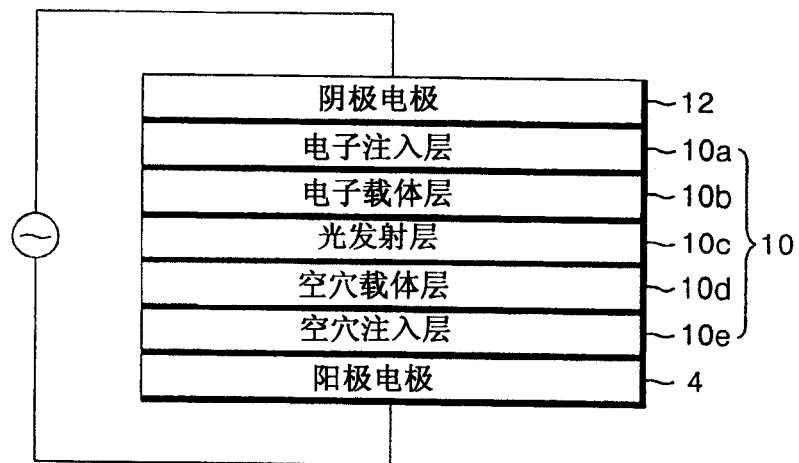 阴极电极 12
电子注入层 10a
电子载体层 10b
光发射层 10c
10
空穴载体层 10d
空穴注入层 10e
阳极电极 4